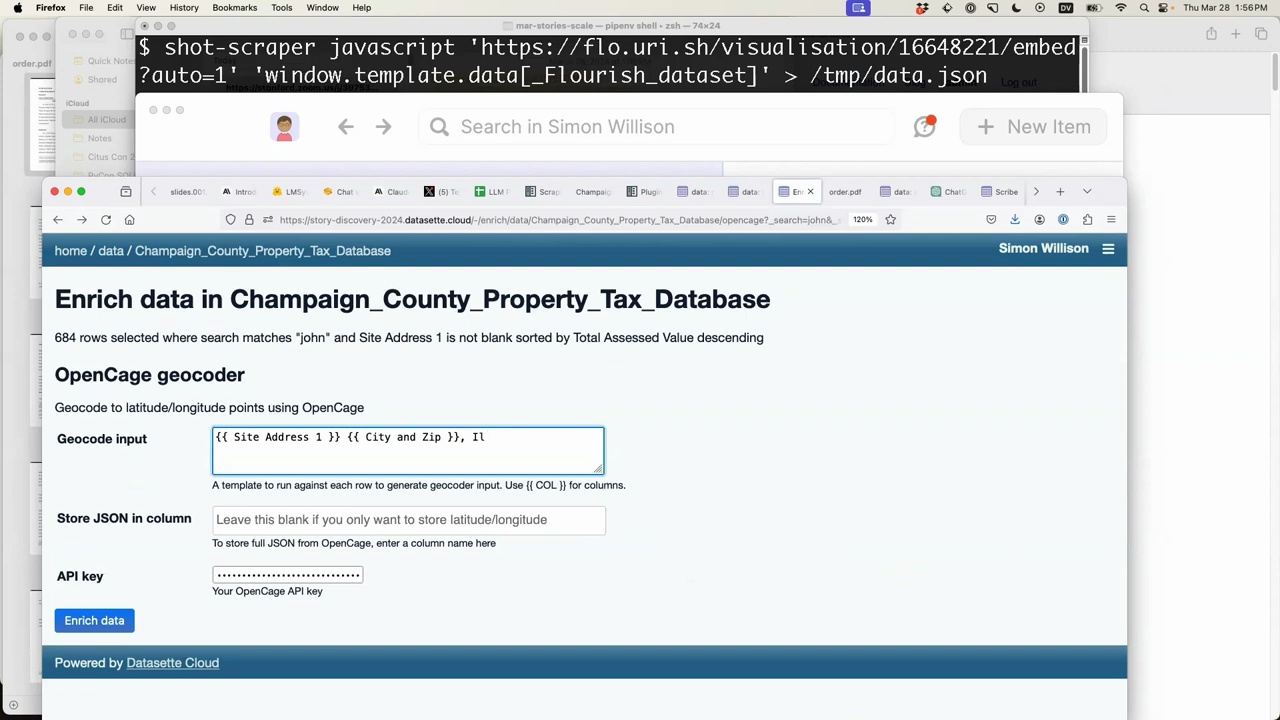 Firefox File Edit View History Bookmarks Tools Window Help Thu Mar 28 1:56PM
mar-stories-scale — pipenv shell • zsh — 74×24
$ shot-scraper javascript 'https://flo.uri.sh/visualisation/16648221/embed
?auto=1' 'window.template.data[_Flourish_dataset]' > /tmp/data.json
order.pdf
Quick Notes
Shared
iCloud
All iCloud
Notes
Citus Con 2
Search in Simon Willison
New Item
slides.001. Introd LMSy Chat Claud (5) Te LLM P Scrap Champaig Plugin data: data: En order.pdf data: ChatG Scribe
https://story-discovery-2024.datasette.cloud/-/enrich/data/Champaign_County_Property_Tax_Database/opencage?_search=john&_s 120%
home / data / Champaign_County_Property_Tax_Database
Simon Willison
Enrich data in Champaign_County_Property_Tax_Database
684 rows selected where search matches "john" and Site Address 1 is not blank sorted by Total Assessed Value descending
OpenCage geocoder
Geocode to latitude/longitude points using OpenCage
Geocode input
{{ Site Address 1 }} {{ City and Zip }}, Il
A template to run against each row to generate geocoder input. Use {{ COL }} for columns.
Store JSON in column
Leave this blank if you only want to store latitude/longitude
To store full JSON from OpenCage, enter a column name here
API key
Your OpenCage API key
Enrich data
Powered by Datasette Cloud